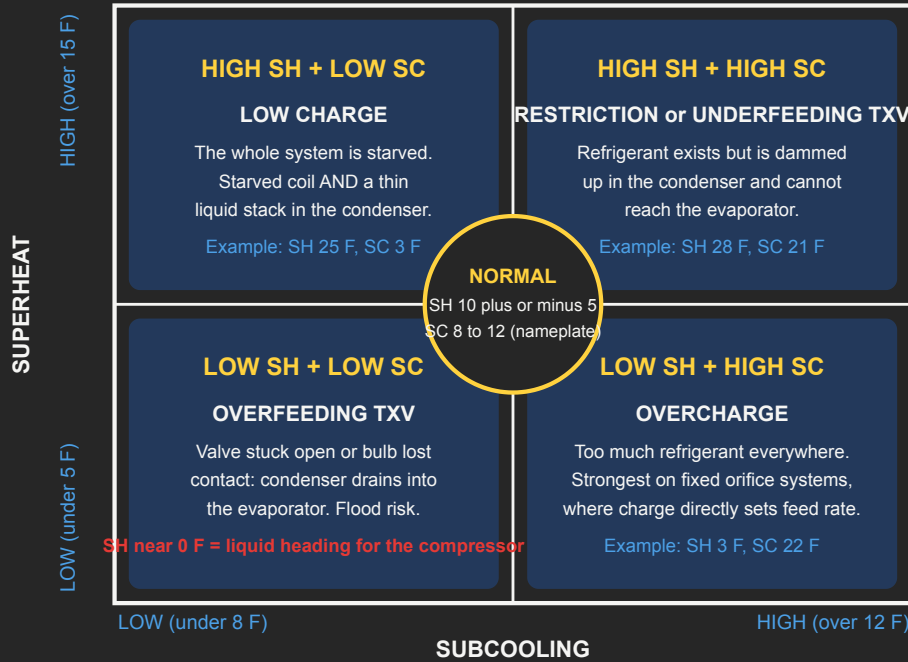 HIGH (over 15 F)
SUPERHEAT
LOW (under 5 F)
HIGH SH + LOW SC
LOW CHARGE
The whole system is starved.
Starved coil AND a thin
liquid stack in the condenser.
Example: SH 25 F, SC 3 F
HIGH SH + HIGH SC
RESTRICTION or UNDERFEEDING TXV
Refrigerant exists but is dammed
up in the condenser and cannot
reach the evaporator.
Example: SH 28 F, SC 21 F
NORMAL
SH 10 plus or minus 5
SC 8 to 12 (nameplate)
LOW SH + LOW SC
OVERFEEDING TXV
Valve stuck open or bulb lost
contact: condenser drains into
the evaporator. Flood risk.
SH near 0 F = liquid heading for the compressor
LOW SH + HIGH SC
OVERCHARGE
Too much refrigerant everywhere.
Strongest on fixed orifice systems,
where charge directly sets feed rate.
Example: SH 3 F, SC 22 F
LOW (under 8 F)
HIGH (over 12 F)
SUBCOOLING